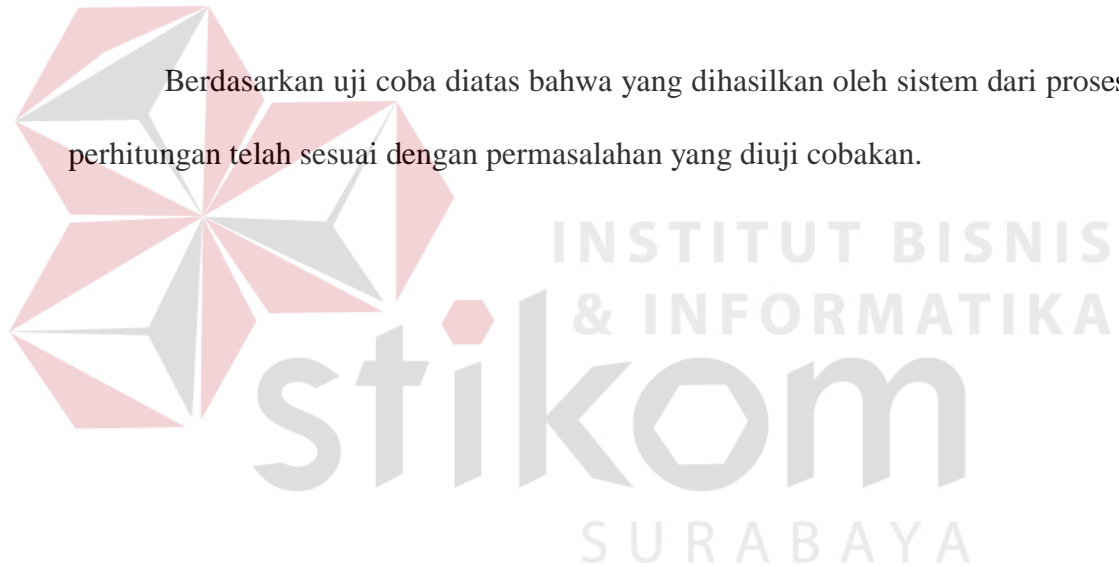 Berdasarkan uji coba diatas bahwa yang dihasilkan oleh sistem dari proses
perhitungan telah sesuai dengan permasalahan yang diuji cobakan.
INSTITUT BISNIS
& INFORMATIKA
stikom
SURABAYA